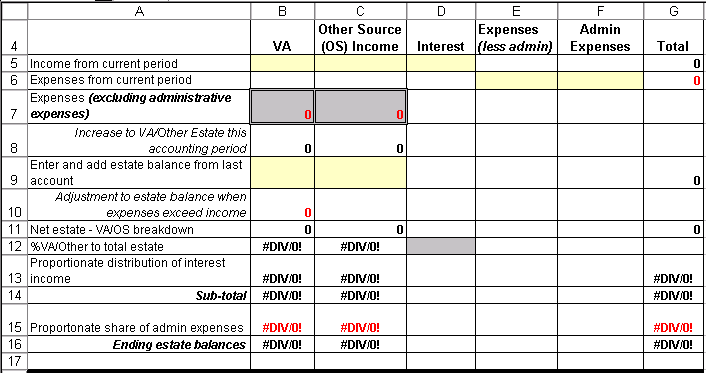 A B C D E F G
4 VA Other Source (OS) Income Interest Expenses (less admin) Admin Expenses Total
5 Income from current period 0
6 Expenses from current period 0
7 Expenses (excluding administrative expenses) 0 0
8 Increase to VA/Other Estate this accounting period 0 0
9 Enter and add estate balance from last account 0
10 Adjustment to estate balance when expenses exceed income 0
11 Net estate - VA/OS breakdown 0 0 0
12 %VA/Other to total estate #DIV/0! #DIV/0!
13 Proportionate distribution of interest income #DIV/0! #DIV/0! #DIV/0!
14 Sub-total #DIV/0! #DIV/0! #DIV/0!
15 Proportonate share of admin expenses #DIV/0! #DIV/0! #DIV/0!
16 Ending estate balances #DIV/0! #DIV/0! #DIV/0!
17